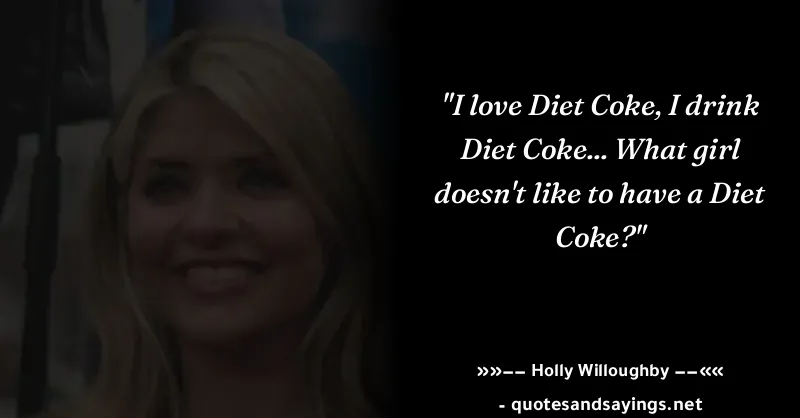 "I love Diet Coke, I drink
Diet Coke... What girl
doesn't like to have a Diet
Coke?"
»»–– Holly Willoughby ––««
- quotesandsayings.net